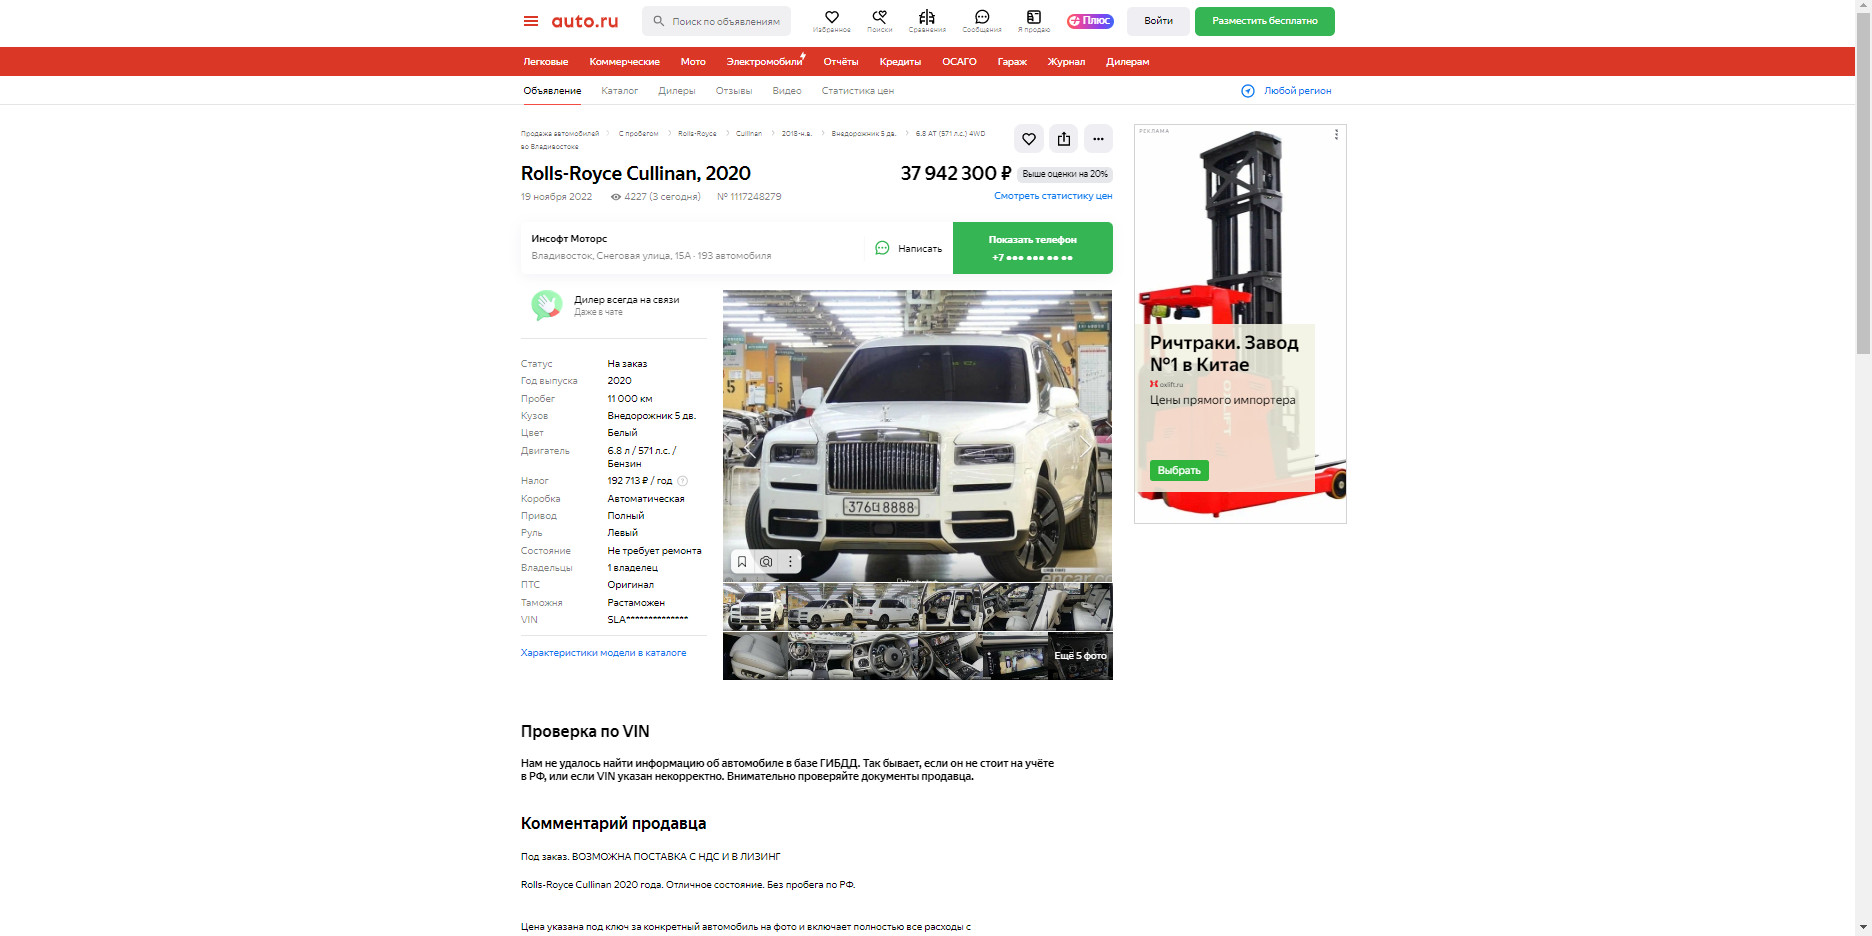 auto.ru
Поиск по объявлениям
Избранное
Поиски
Сравнения
Сообщения
Я продаю
Плюс
Войти
Разместить бесплатно
Легковые
Коммерческие
Мото
Электромобили
Отчёты
Кредиты
ОСАГО
Гараж
Журнал
Дилерам
Объявление
Каталог
Дилеры
Отзывы
Видео
Статистика цен
Любой регион
Продажа автомобилей > С пробегом > Rolls-Royce > Cullinan > 2018-н.в. > Внедорожник 5 дв. > 6.8 AT (571 л.с.) 4WD
во Владивостоке
Rolls-Royce Cullinan, 2020
37 942 300 ₽
Выше оценки на 20%
19 ноября 2022
4227 (3 сегодня)
№ 1117248279
Смотреть статистику цен
Инсофт Моторс
Владивосток, Снеговая улица, 15А · 193 автомобиля
Написать
Показать телефон
+7 ●●● ●●● ●● ●●
Дилер всегда на связи
Даже в чате
Статус На заказ
Год выпуска 2020
Пробег 11 000 км
Кузов Внедорожник 5 дв.
Цвет Белый
Двигатель 6.8 л / 571 л.с. /
Бензин
Налог 192 713 ₽ / год
Коробка Автоматическая
Привод Полный
Руль Левый
Состояние Не требует ремонта
Владельцы 1 владелец
ПТС Оригинал
Таможня Растаможен
VIN SLA**************
Характеристики модели в каталоге
5
5
376다 8888
encar.co
Ещё 5 фото
РЕКЛАМА
Ричтраки. Завод
№1 в Китае
oxlift.ru
Цены прямого импортера
Выбрать
Проверка по VIN
Нам не удалось найти информацию об автомобиле в базе ГИБДД. Так бывает, если он не стоит на учёте
в РФ, или если VIN указан некорректно. Внимательно проверяйте документы продавца.
Комментарий продавца
Под заказ. ВОЗМОЖНА ПОСТАВКА С НДС И В ЛИЗИНГ
Rolls-Royce Cullinan 2020 года. Отличное состояние. Без пробега по РФ.
Цена указана под ключ за конкретный автомобиль на фото и включает полностью все расходы с